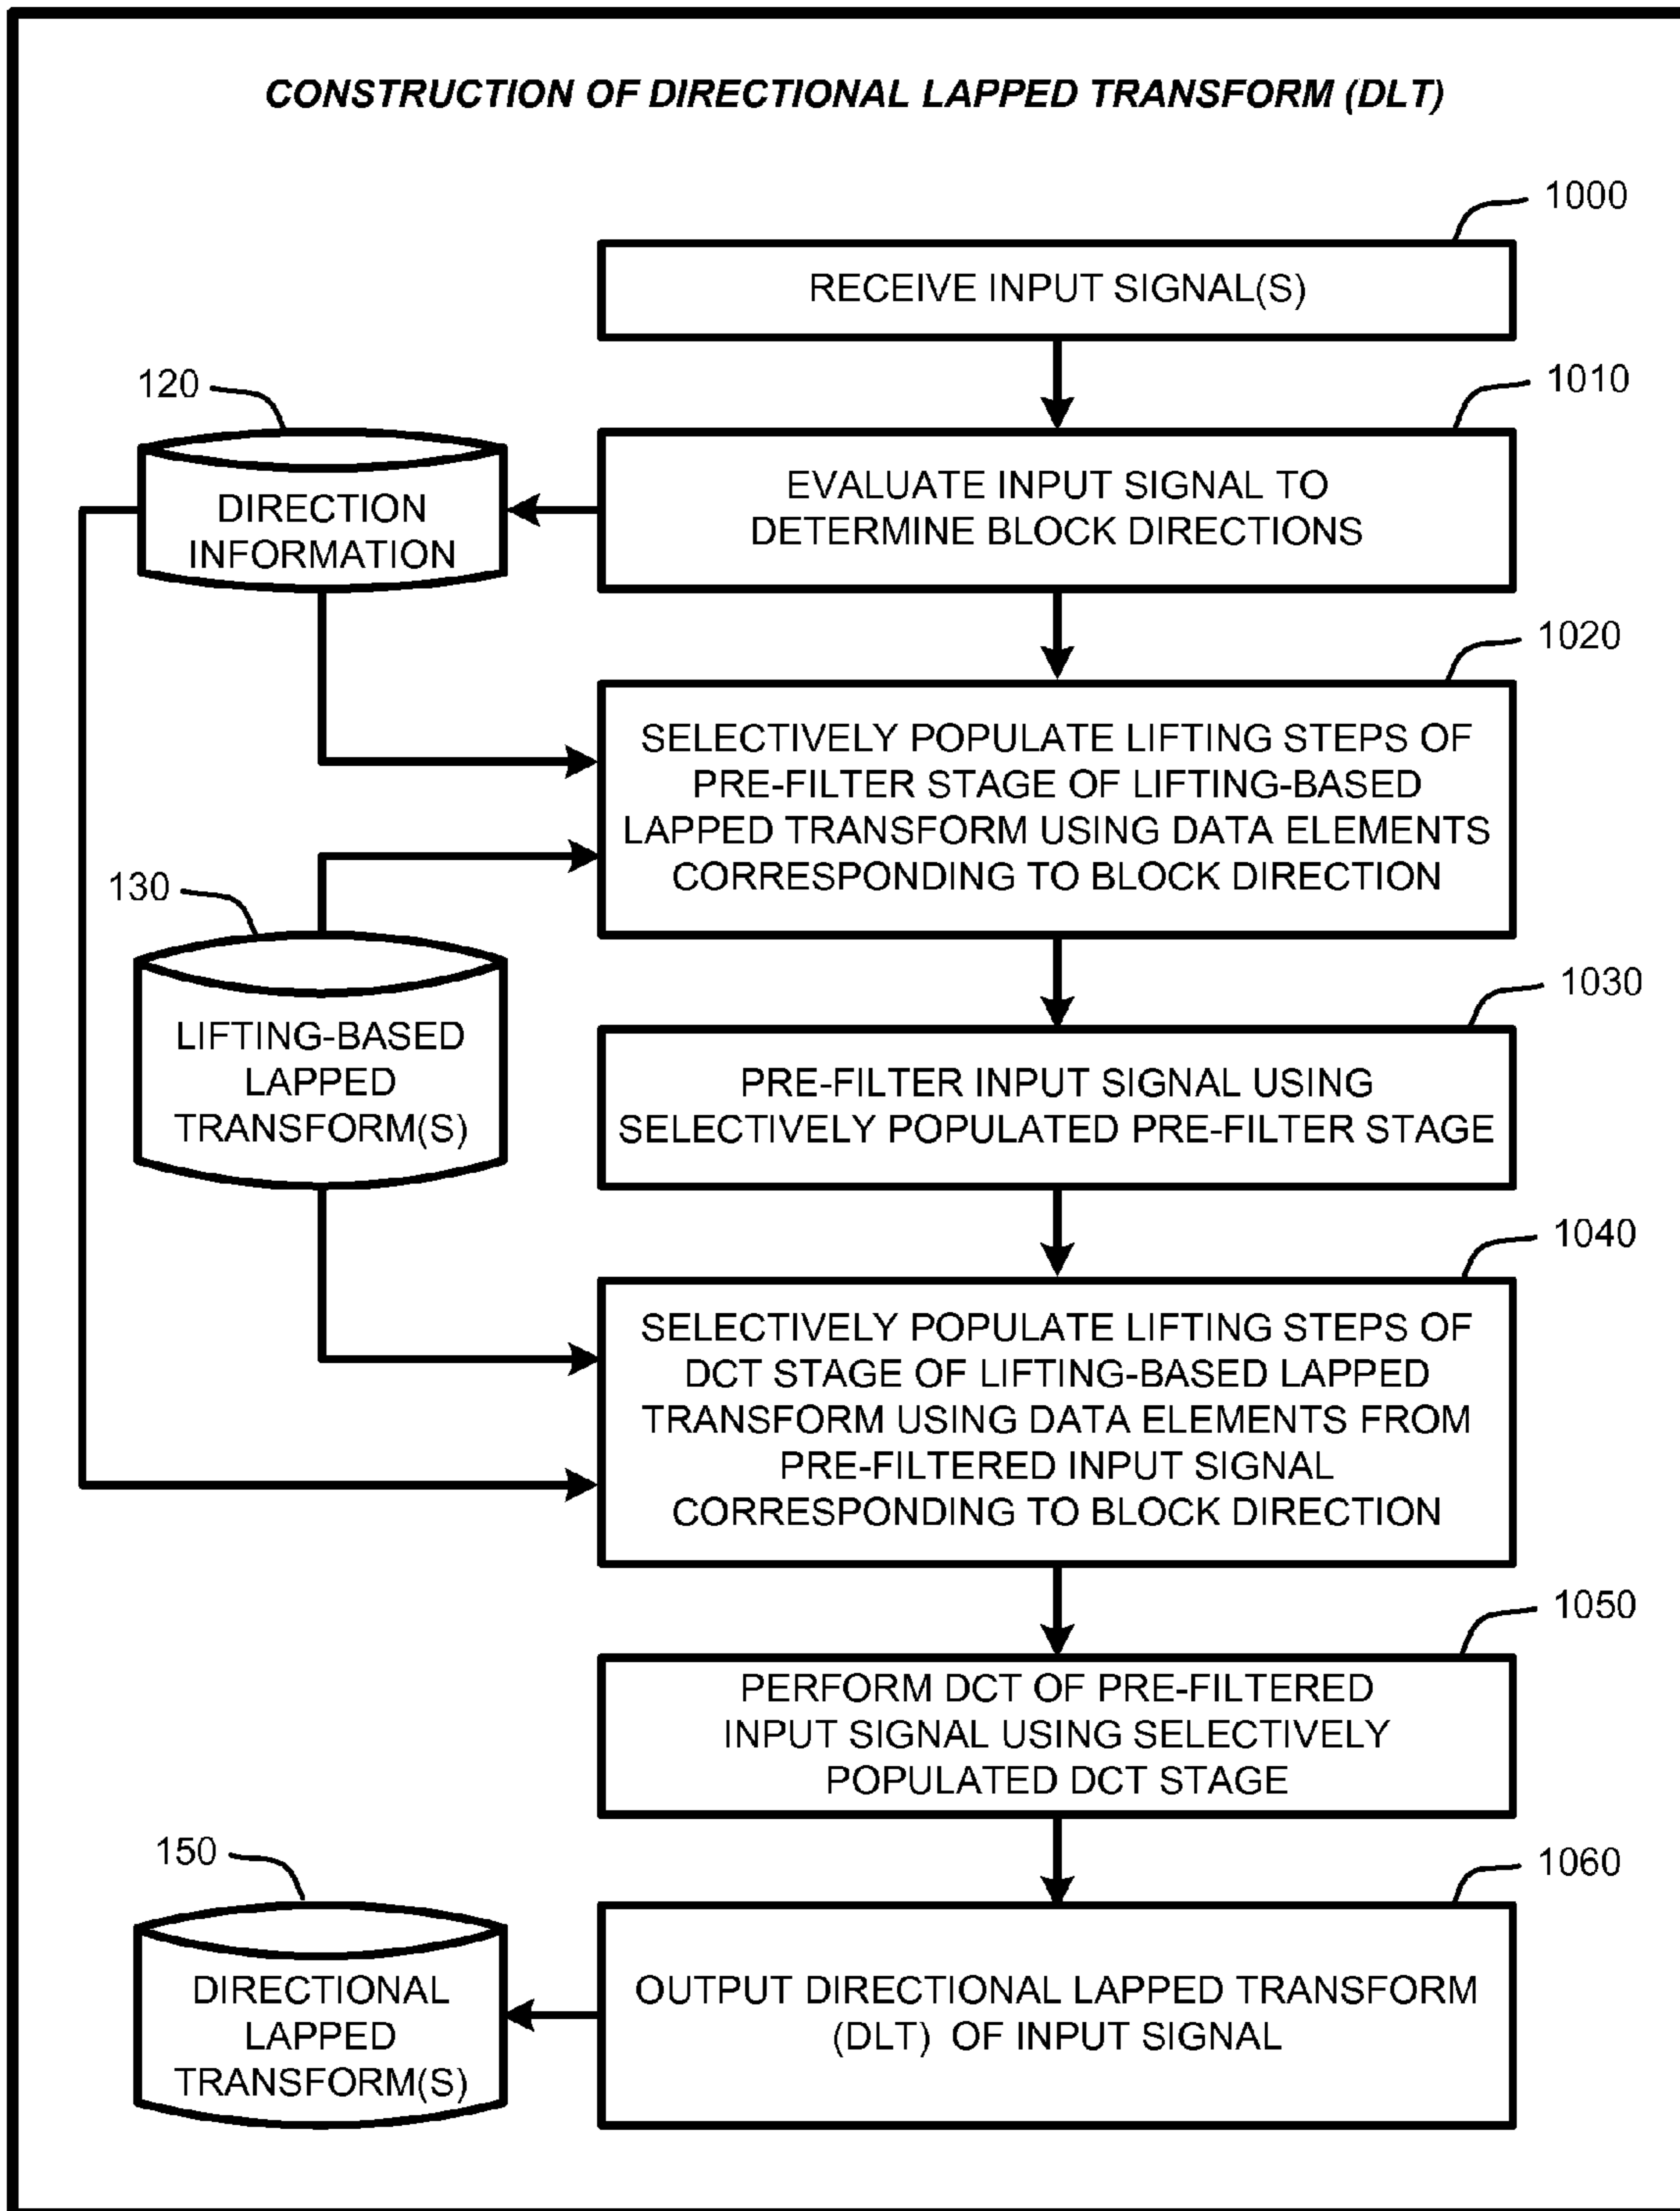 CONSTRUCTION OF DIRECTIONAL LAPPED TRANSFORM (DLT)
1000
RECEIVE INPUT SIGNAL(S)
120
DIRECTION
INFORMATION
1010
EVALUATE INPUT SIGNAL TO
DETERMINE BLOCK DIRECTIONS
1020
SELECTIVELY POPULATE LIFTING STEPS OF
PRE-FILTER STAGE OF LIFTING-BASED
LAPPED TRANSFORM USING DATA ELEMENTS
CORRESPONDING TO BLOCK DIRECTION
130
LIFTING-BASED
LAPPED
TRANSFORM(S)
1030
PRE-FILTER INPUT SIGNAL USING
SELECTIVELY POPULATED PRE-FILTER STAGE
1040
SELECTIVELY POPULATE LIFTING STEPS OF
DCT STAGE OF LIFTING-BASED LAPPED
TRANSFORM USING DATA ELEMENTS FROM
PRE-FILTERED INPUT SIGNAL
CORRESPONDING TO BLOCK DIRECTION
1050
PERFORM DCT OF PRE-FILTERED
INPUT SIGNAL USING SELECTIVELY
POPULATED DCT STAGE
150
DIRECTIONAL
LAPPED
TRANSFORM(S)
1060
OUTPUT DIRECTIONAL LAPPED TRANSFORM
(DLT) OF INPUT SIGNAL